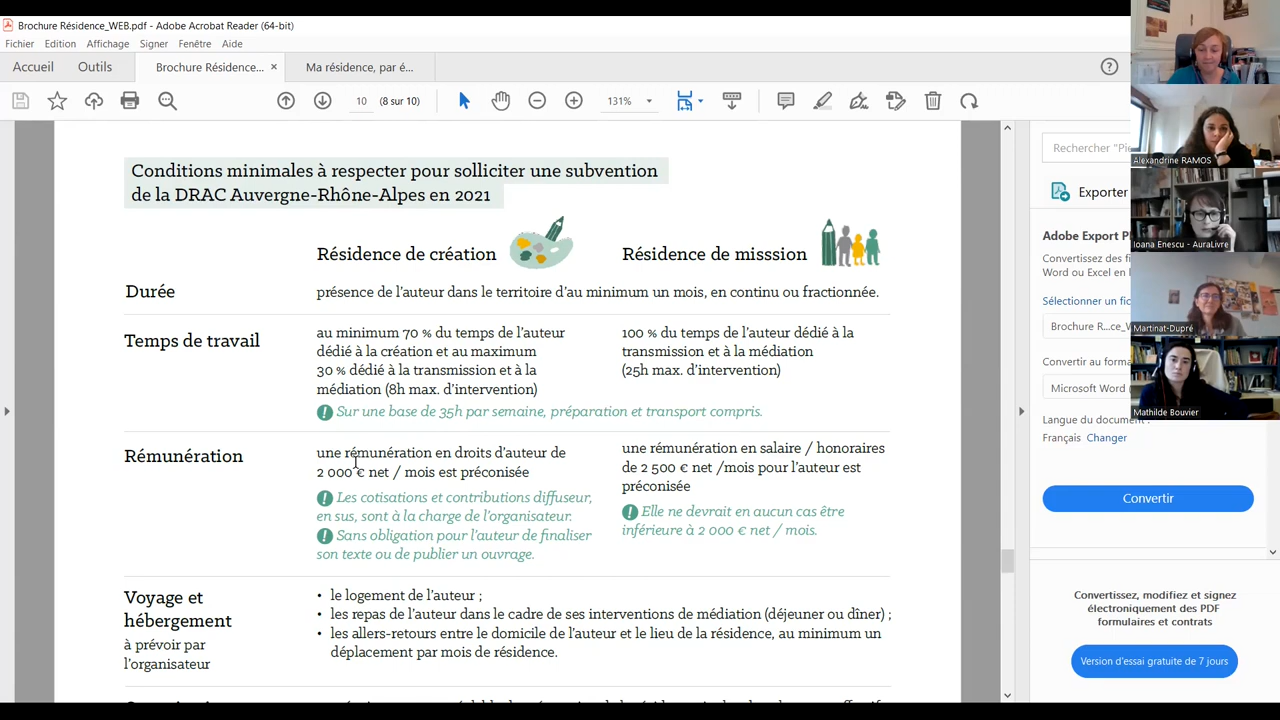 Brochure Résidence_WEB.pdf - Adobe Acrobat Reader (64-bit)
Fichier Edition Affichage Signer Fenêtre Aide
Accueil Outils Brochure Résidence... × Ma résidence, par é...
10 (8 sur 10) 131%
Conditions minimales à respecter pour solliciter une subvention
de la DRAC Auvergne-Rhône-Alpes en 2021
Résidence de création Résidence de misssion
Durée présence de l'auteur dans le territoire d'au minimum un mois, en continu ou fractionnée.
Temps de travail
au minimum 70 % du temps de l'auteur
dédié à la création et au maximum
30 % dédié à la transmission et à la
médiation (8h max. d'intervention)
100 % du temps de l'auteur dédié à la
transmission et à la médiation
(25h max. d'intervention)
! Sur une base de 35h par semaine, préparation et transport compris.
Rémunération
une rémunération en droits d'auteur de
2 000 € net / mois est préconisée
! Les cotisations et contributions diffuseur,
en sus, sont à la charge de l'organisateur.
! Sans obligation pour l'auteur de finaliser
son texte ou de publier un ouvrage.
une rémunération en salaire / honoraires
de 2 500 € net /mois pour l'auteur est
préconisée
! Elle ne devrait en aucun cas être
inférieure à 2 000 € net / mois.
Voyage et
hébergement
à prévoir par
l'organisateur
• le logement de l'auteur ;
• les repas de l'auteur dans le cadre de ses interventions de médiation (déjeuner ou dîner) ;
• les allers-retours entre le domicile de l'auteur et le lieu de la résidence, au minimum un
déplacement par mois de résidence.
Rechercher "Pie
Exporter
Adobe Export P
Convertissez des fi
Word ou Excel en l
Sélectionner un fic
Brochure R...ce_W
Convertir au forma
Microsoft Word (
Langue du document :
Français Changer
Convertir
Convertissez, modifiez et signez
électroniquement des PDF
formulaires et contrats
Version d'essai gratuite de 7 jours
Alexandrine RAMOS
Ioana Enescu - AuraLivre
Martinat-Dupré
Mathilde Bouvier